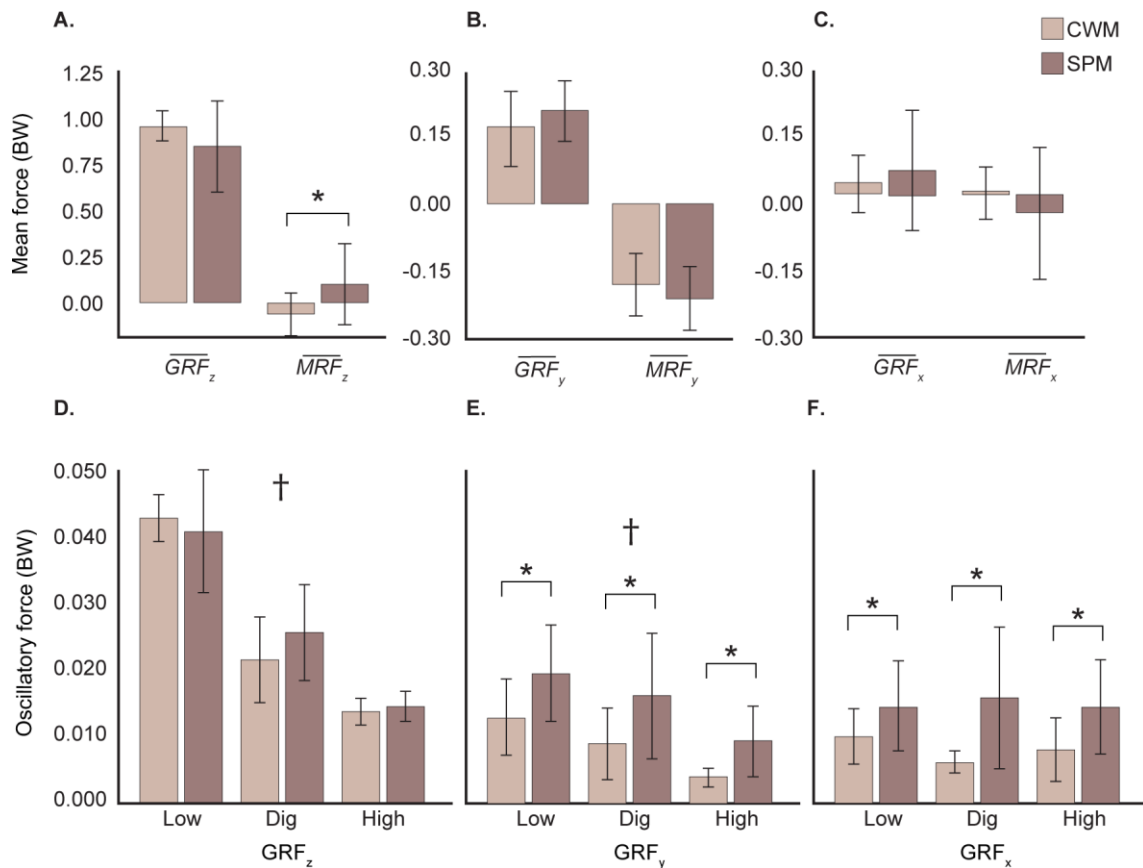 A. B. C.
CWM
SPM
Mean force (BW)
1.25
1.00
0.75
0.50
0.25
0.00
*
GRF_z MRF_z
0.30
0.15
0.00
-0.15
-0.30
GRF_y MRF_y
0.30
0.15
0.00
-0.15
-0.30
GRF_x MRF_x
D. E. F.
Oscillatory force (BW)
0.050
0.040
0.030
0.020
0.010
0.000
†
Low Dig High
GRF_z
†
* * *
Low Dig High
GRF_y
* * *
Low Dig High
GRF_x